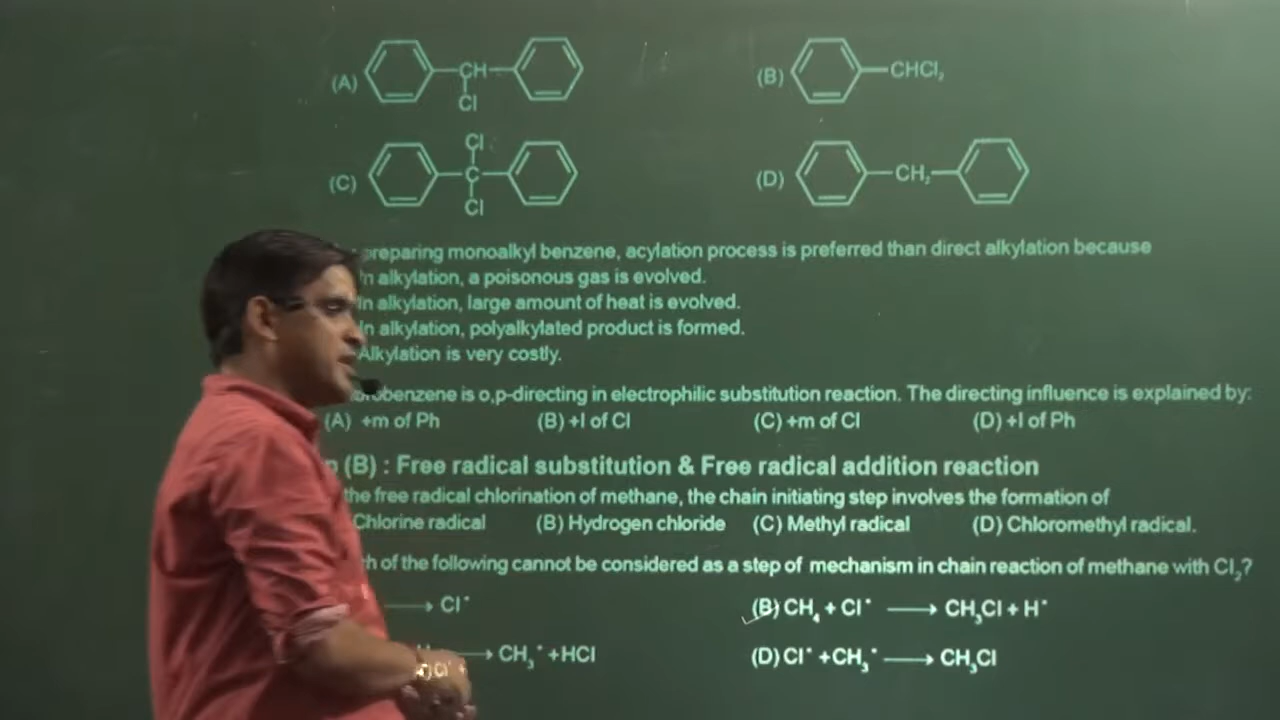 (A) CH Cl (B) CHCl₂
(C) Cl C Cl (D) CH₂
preparing monoalkyl benzene, acylation process is preferred than direct alkylation because
In alkylation, a poisonous gas is evolved.
In alkylation, large amount of heat is evolved.
In alkylation, polyalkylated product is formed.
Alkylation is very costly.
is o,p-directing in electrophilic substitution reaction. The directing influence is explained by:
(A) +m of Ph (B) +I of Cl (C) +m of Cl (D) +I of Ph
(B) : Free radical substitution & Free radical addition reaction
the free radical chlorination of methane, the chain initiating step involves the formation of
Chlorine radical (B) Hydrogen chloride (C) Methyl radical (D) Chloromethyl radical.
of the following cannot be considered as a step of mechanism in chain reaction of methane with Cl₂?
⟶ Cl• (B) CH₄ + Cl• ⟶ CH₃Cl + H•
⟶ CH₃• + HCl (D) Cl• + CH₃• ⟶ CH₃Cl